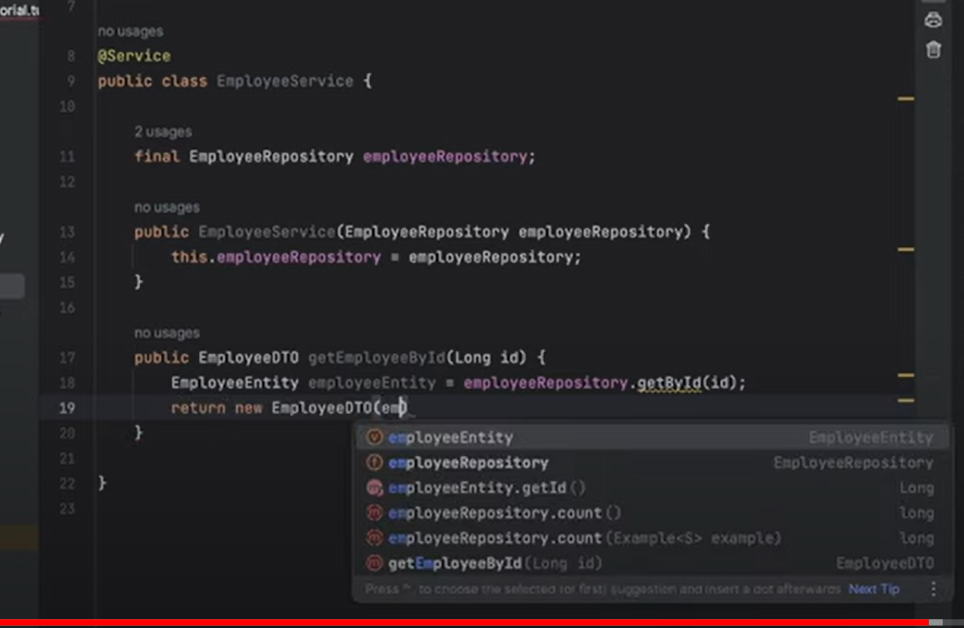 7
no usages
8 @Service
9 public class EmployeeService {
10
2 usages
11 final EmployeeRepository employeeRepository;
12
no usages
13 public EmployeeService(EmployeeRepository employeeRepository) {
14 this.employeeRepository = employeeRepository;
15 }
16
no usages
17 public EmployeeDTO getEmployeeById(Long id) {
18 EmployeeEntity employeeEntity = employeeRepository.getById(id);
19 return new EmployeeDTO(em)
20 }
employeeEntity EmployeeEntity
21
employeeRepository EmployeeRepository
22 }
employeeEntity.getId() Long
23
employeeRepository.count() long
employeeRepository.count(Example<S> example) long
getEmployeeById(Long id) EmployeeDTO
Press ^. to choose the selected (or first) suggestion and insert a dot afterwards Next Tip